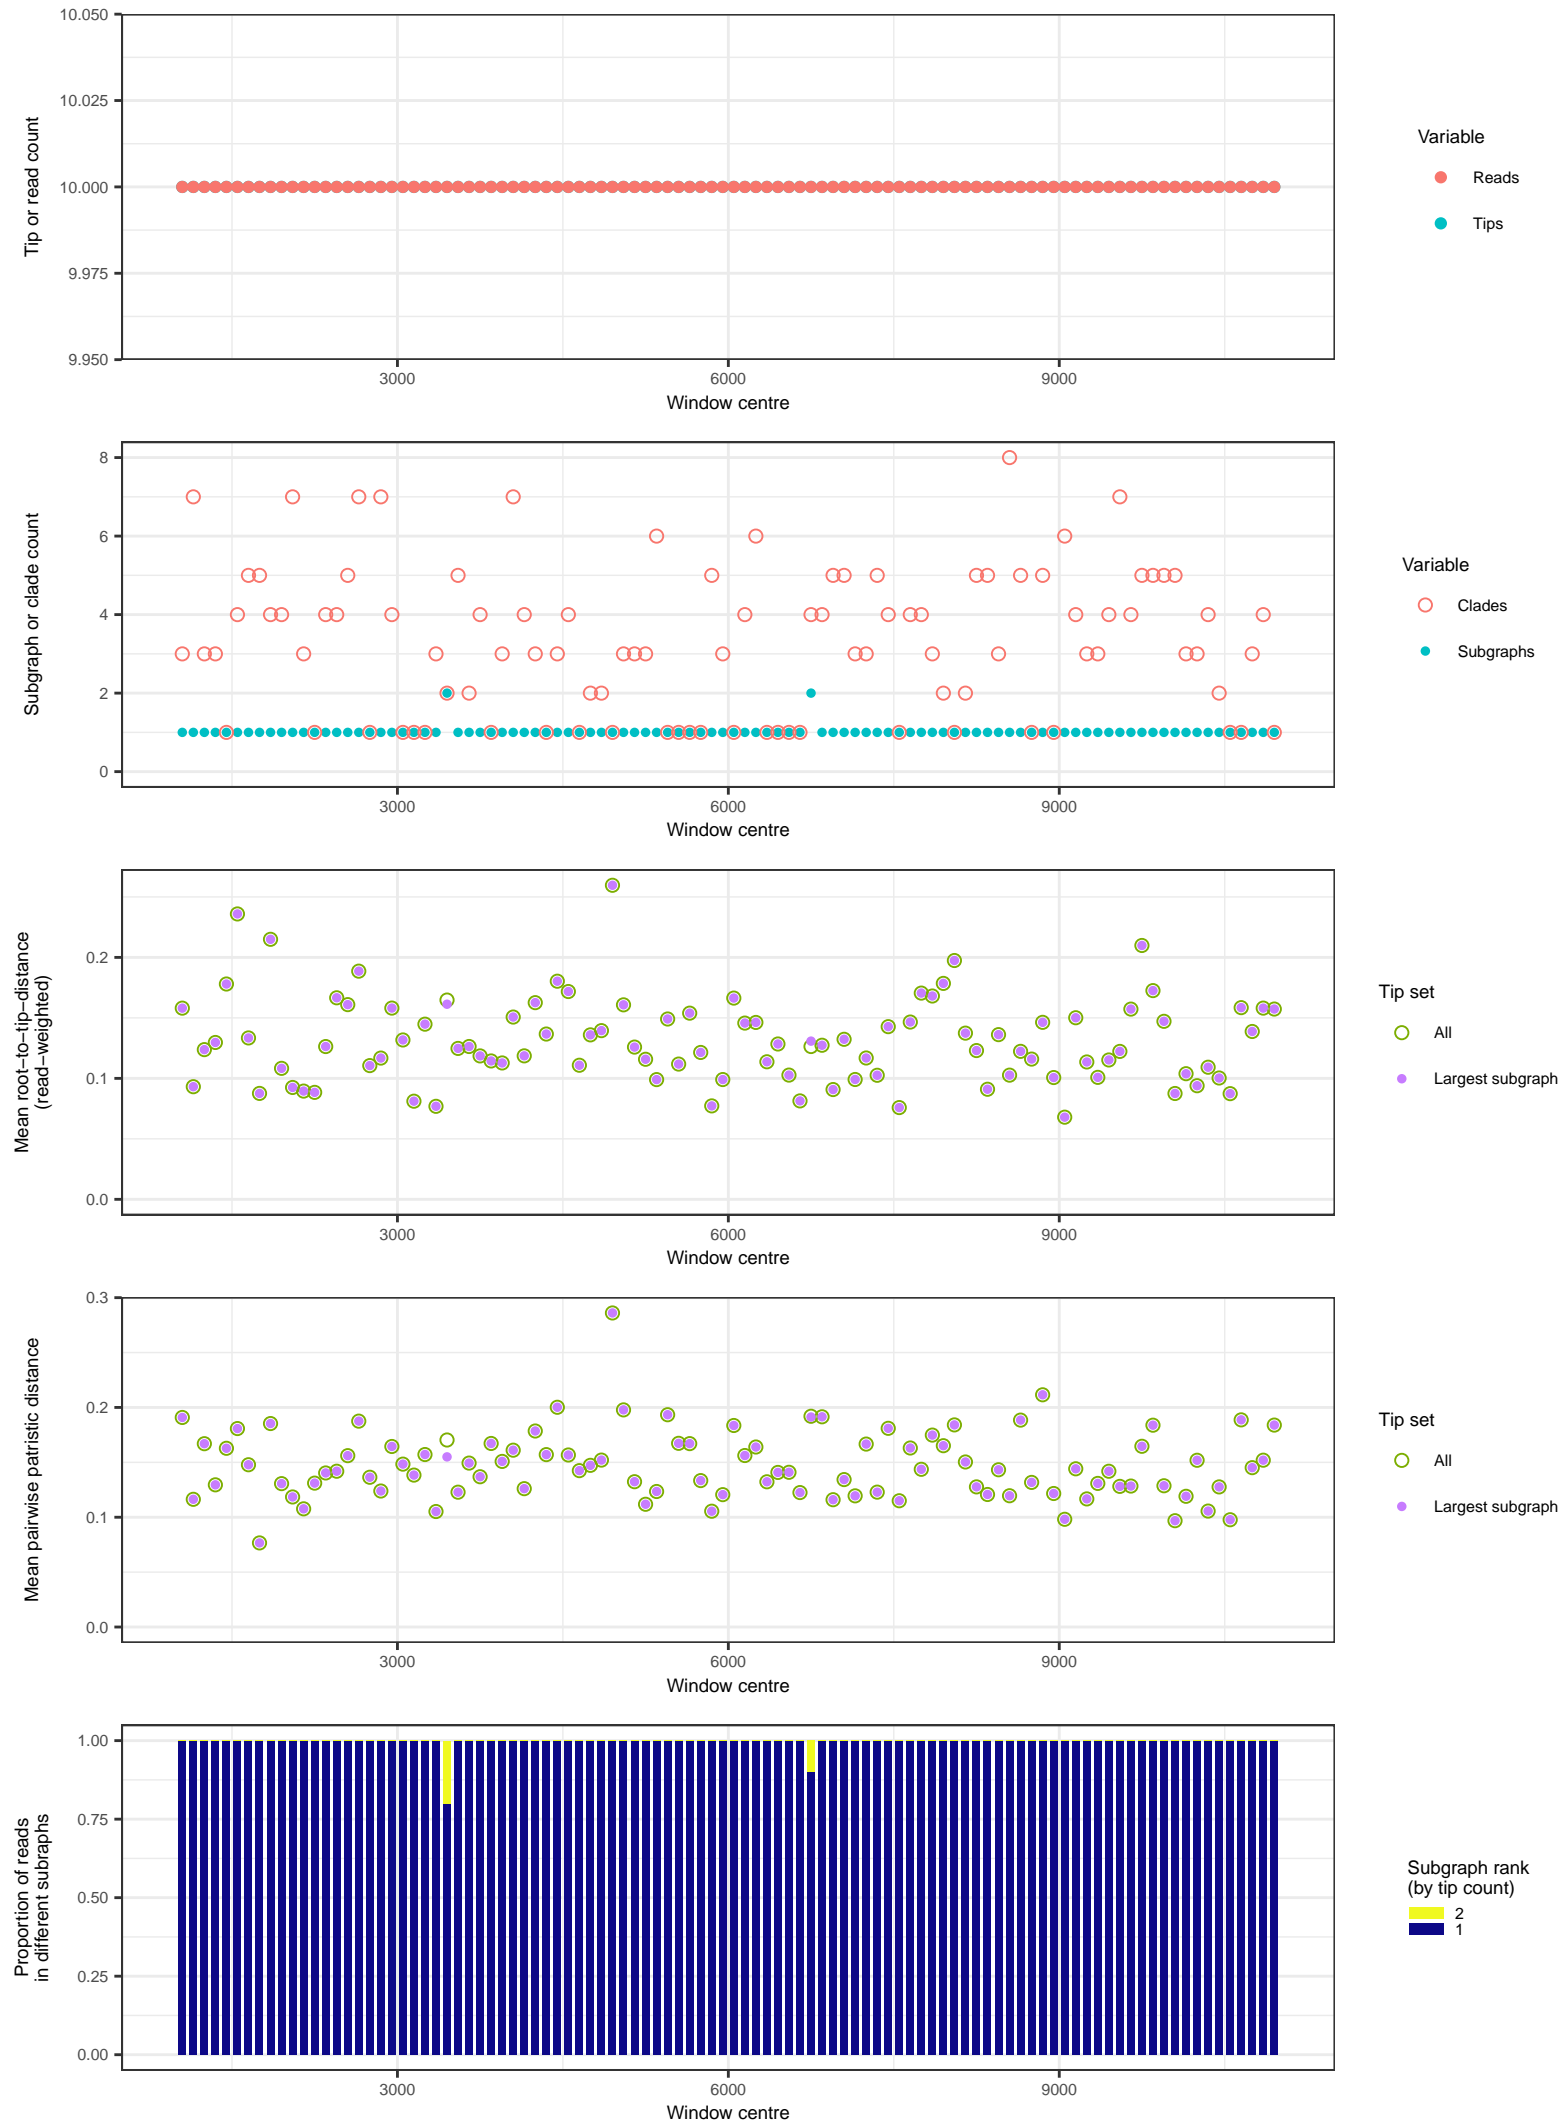 10.050
10.025
10.000
9.975
9.950
Tip or read count
3000 6000 9000
Window centre
Variable
Reads
Tips
8
6
4
2
0
Subgraph or clade count
3000 6000 9000
Window centre
Variable
Clades
Subgraphs
0.2
0.1
0.0
Mean root−to−tip−distance
(read−weighted)
3000 6000 9000
Window centre
Tip set
All
Largest subgraph
0.3
0.2
0.1
0.0
Mean pairwise patristic distance
3000 6000 9000
Window centre
Tip set
All
Largest subgraph
1.00
0.75
0.50
0.25
0.00
Proportion of reads
in different subraphs
3000 6000 9000
Window centre
Subgraph rank
(by tip count)
2
1